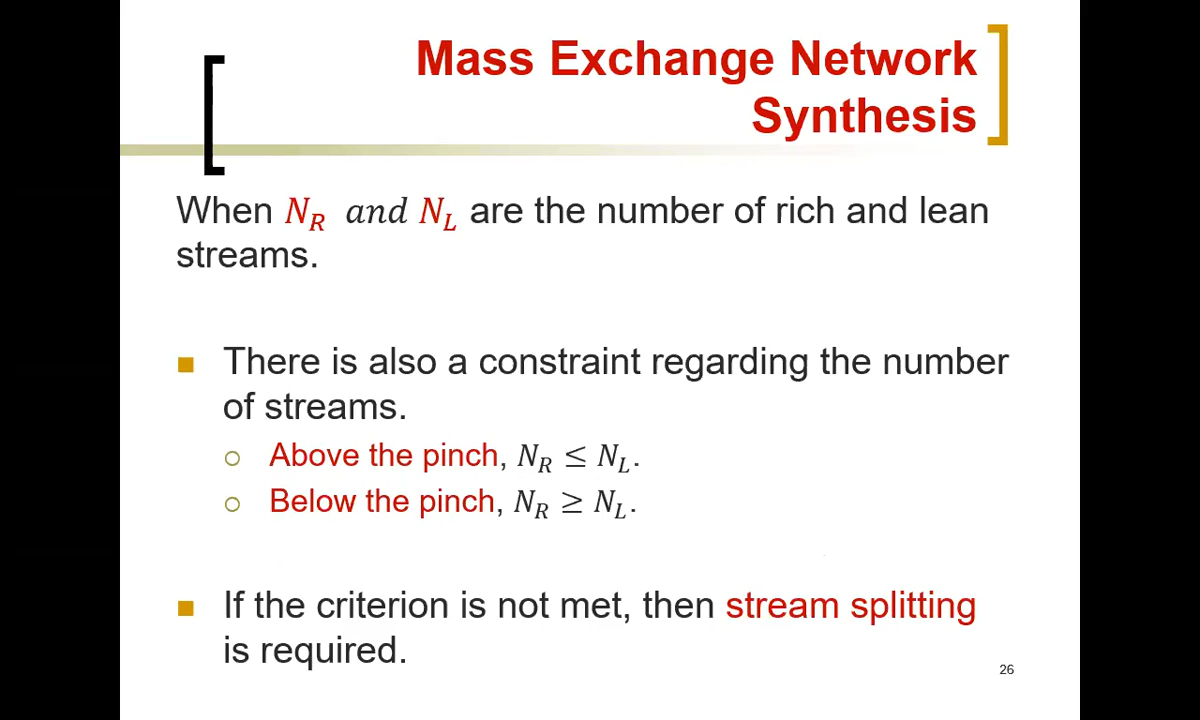 Mass Exchange Network
Synthesis
When N_R and N_L are the number of rich and lean
streams.
There is also a constraint regarding the number
of streams.
Above the pinch, N_R ≤ N_L.
Below the pinch, N_R ≥ N_L.
If the criterion is not met, then stream splitting
is required.
26